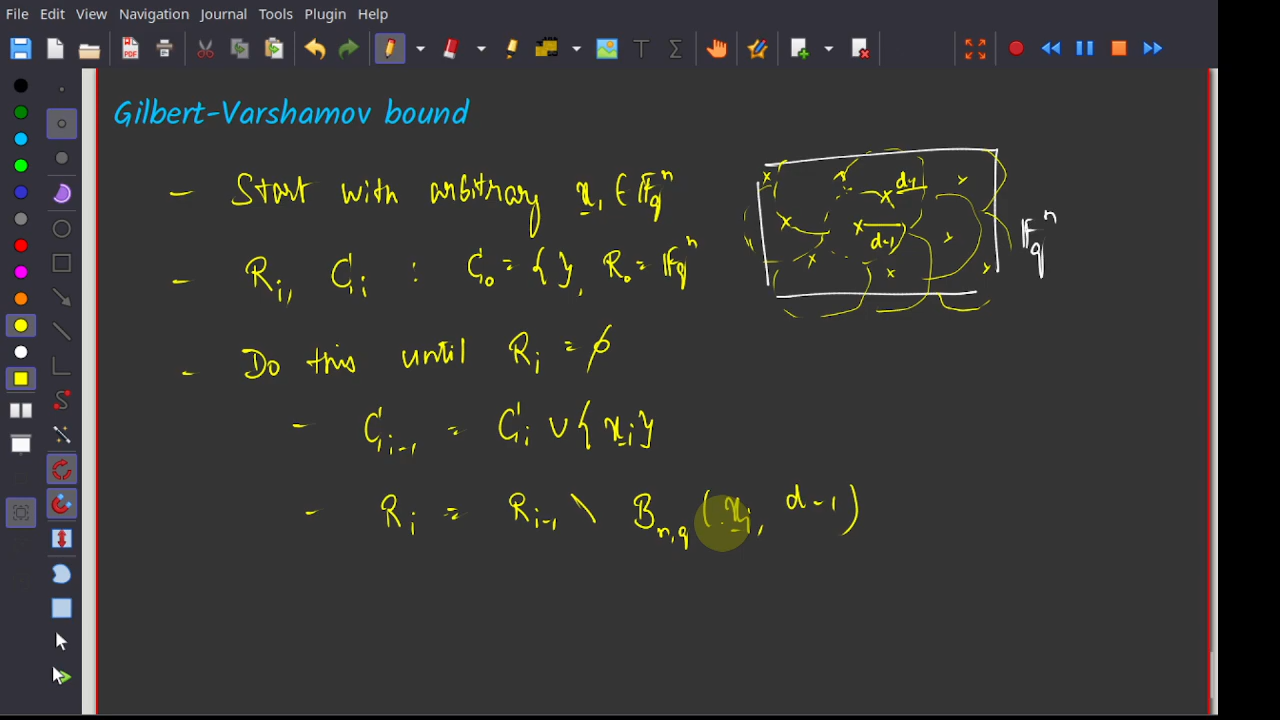 File Edit View Navigation Journal Tools Plugin Help
Gilbert-Varshamov bound
- Start with arbitrary x₁ ∈ 𝔽qⁿ
- Rᵢ, Cᵢ : C₀ = { }, R₀ = 𝔽qⁿ
- Do this until Rᵢ = ϕ
- Cᵢ₋₁ = Cᵢ ∪ {xᵢ}
- Rᵢ = Rᵢ₋₁ \ Bn,q (xᵢ, d-1)
d-1
d-1
𝔽qⁿ